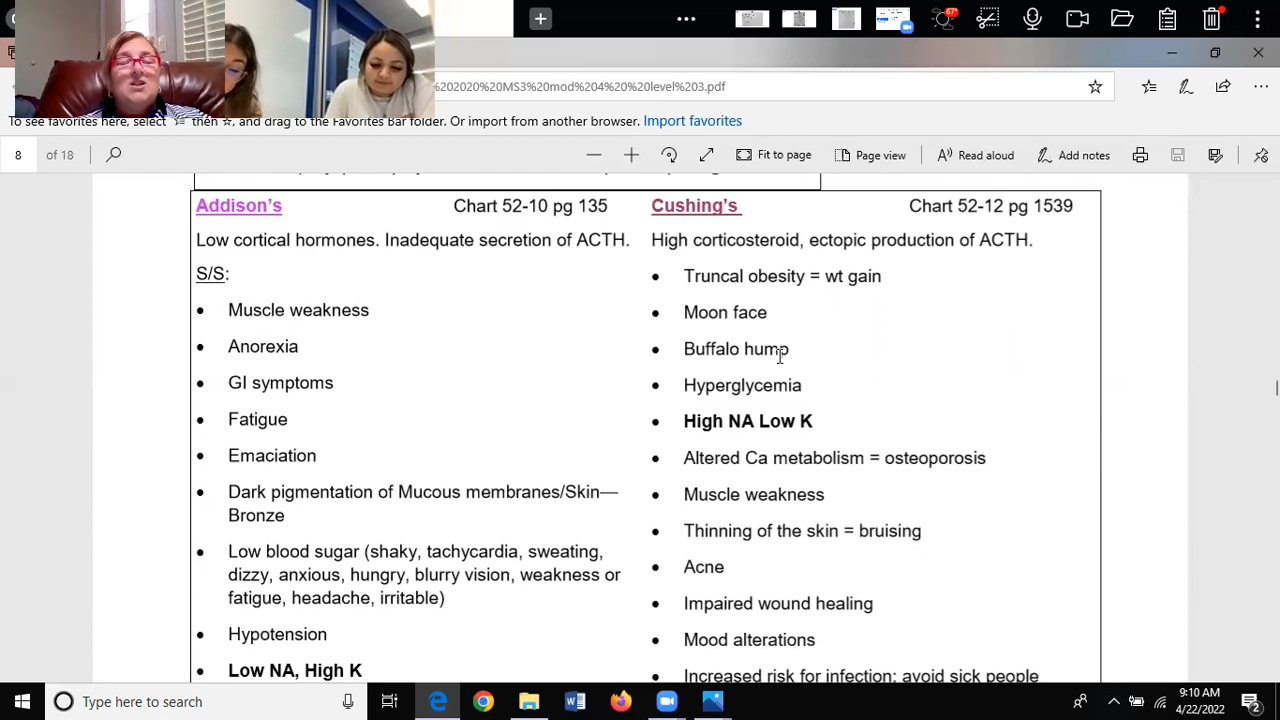 67°
%202020%20MS3%20mod%204%20%20level%203.pdf
To see favorites here, select then ☆, and drag to the Favorites Bar folder. Or import from another browser. Import favorites
8 of 18
Fit to page
Page view
Read aloud
Add notes
Addison's Chart 52-10 pg 135
Low cortical hormones. Inadequate secretion of ACTH.
S/S:
• Muscle weakness
• Anorexia
• GI symptoms
• Fatigue
• Emaciation
• Dark pigmentation of Mucous membranes/Skin—
Bronze
• Low blood sugar (shaky, tachycardia, sweating,
dizzy, anxious, hungry, blurry vision, weakness or
fatigue, headache, irritable)
• Hypotension
• Low NA, High K
Cushing's Chart 52-12 pg 1539
High corticosteroid, ectopic production of ACTH.
• Truncal obesity = wt gain
• Moon face
• Buffalo hump
• Hyperglycemia
• High NA Low K
• Altered Ca metabolism = osteoporosis
• Muscle weakness
• Thinning of the skin = bruising
• Acne
• Impaired wound healing
• Mood alterations
• Increased risk for infection; avoid sick people
Type here to search
9:10 AM
4/22/2022
2